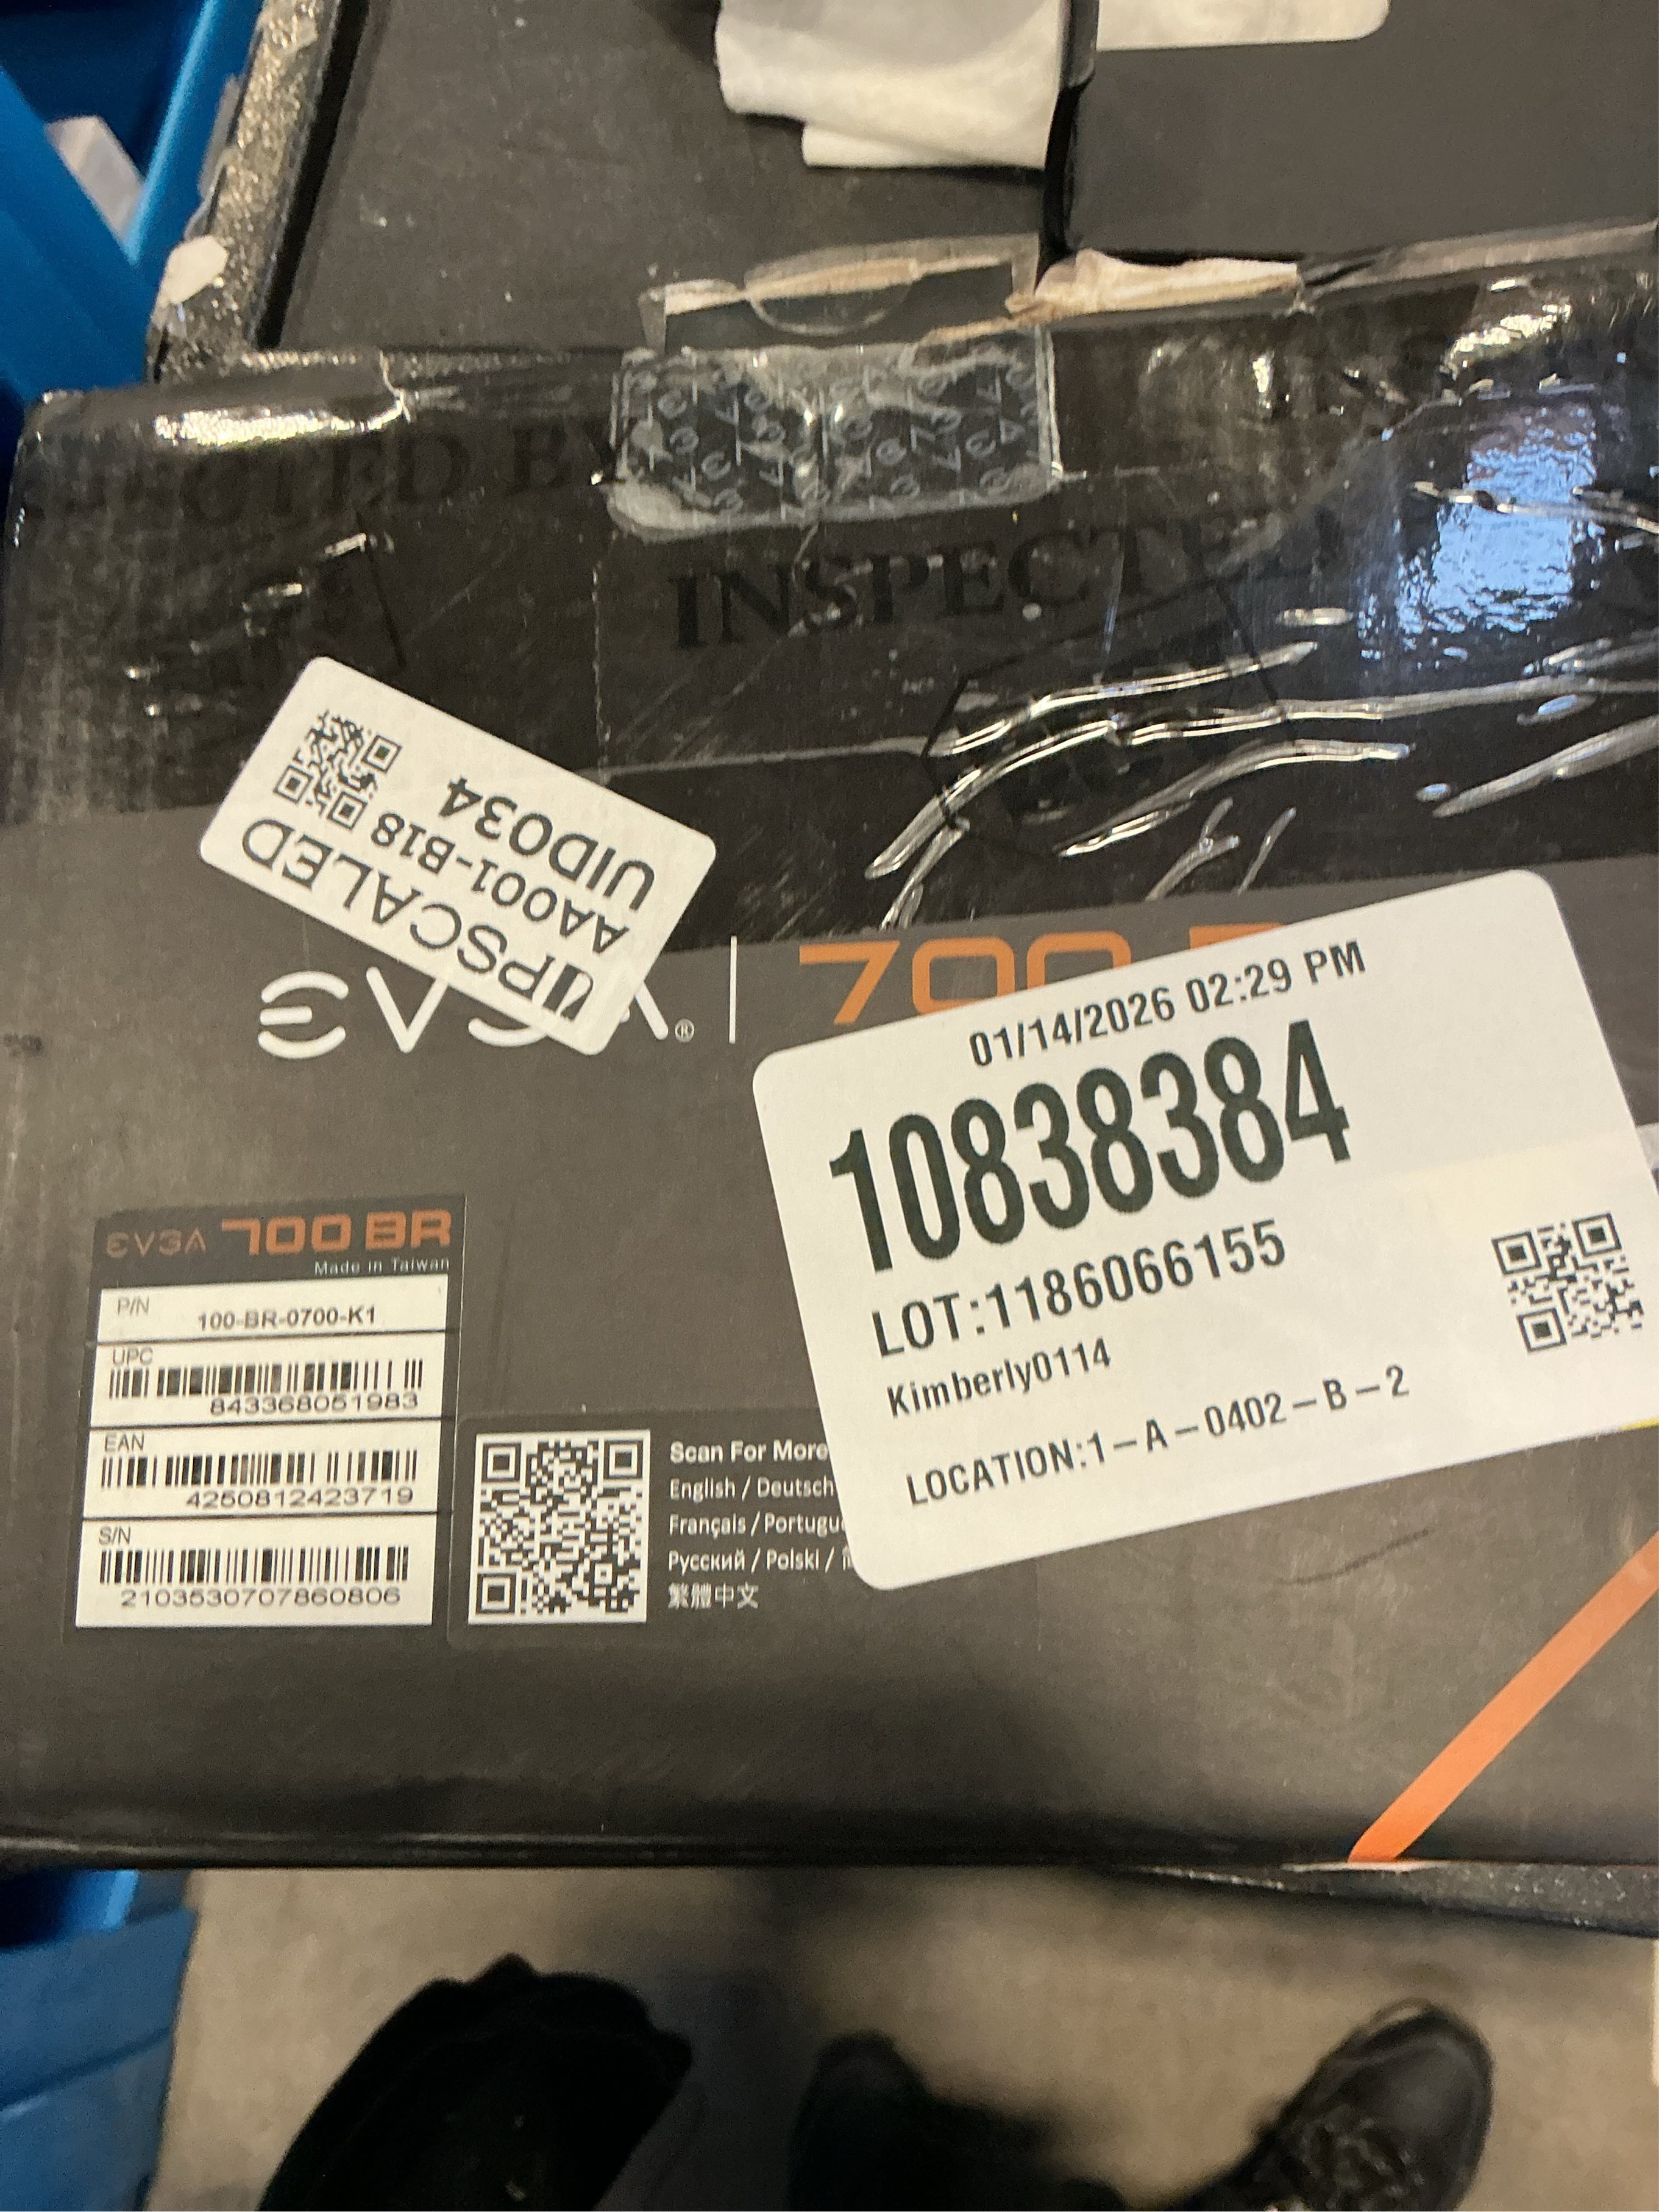 INSPECTE
UPSCALED
AA001-B18
UID034
EVGA® | 700
01/14/2026 02:29 PM
10838384
LOT:1186066155
Kimberly0114
LOCATION:1-A-0402-B-2
EVGA 700 BR
Made in Taiwan
P/N
100-BR-0700-K1
UPC
843368051983
EAN
4250812423719
S/N
2103530707860806
Scan For More
English / Deutsch
Français / Portugu
Русский / Polski /
繁體中文